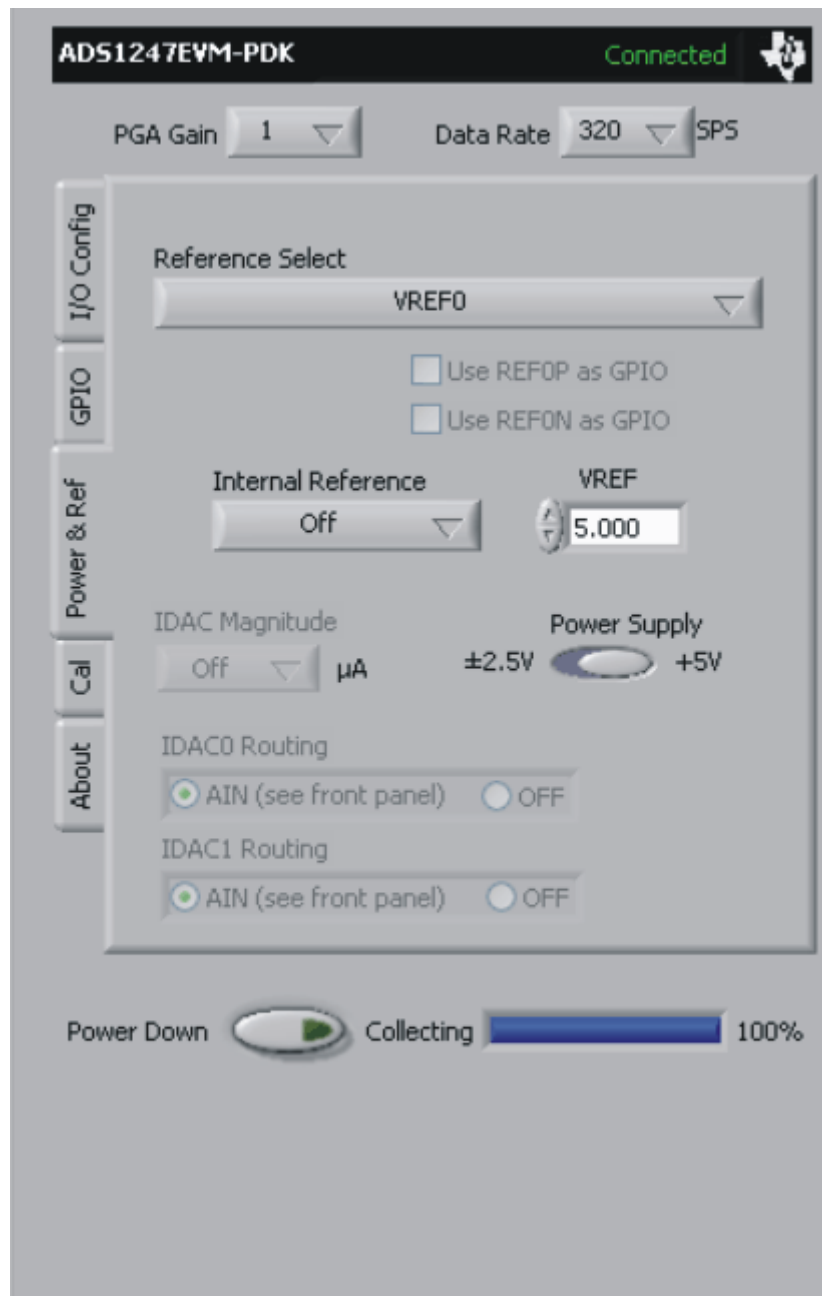 ADS1247EVM-PDK Connected
PGA Gain 1 Data Rate 320 SPS
I/O Config
GPIO
Power & Ref
Cal
About
Reference Select
VREF0
Use REF0P as GPIO
Use REF0N as GPIO
Internal Reference VREF
Off 5.000
IDAC Magnitude Power Supply
Off µA ±2.5V +5V
IDAC0 Routing
AIN (see front panel) OFF
IDAC1 Routing
AIN (see front panel) OFF
Power Down Collecting 100%